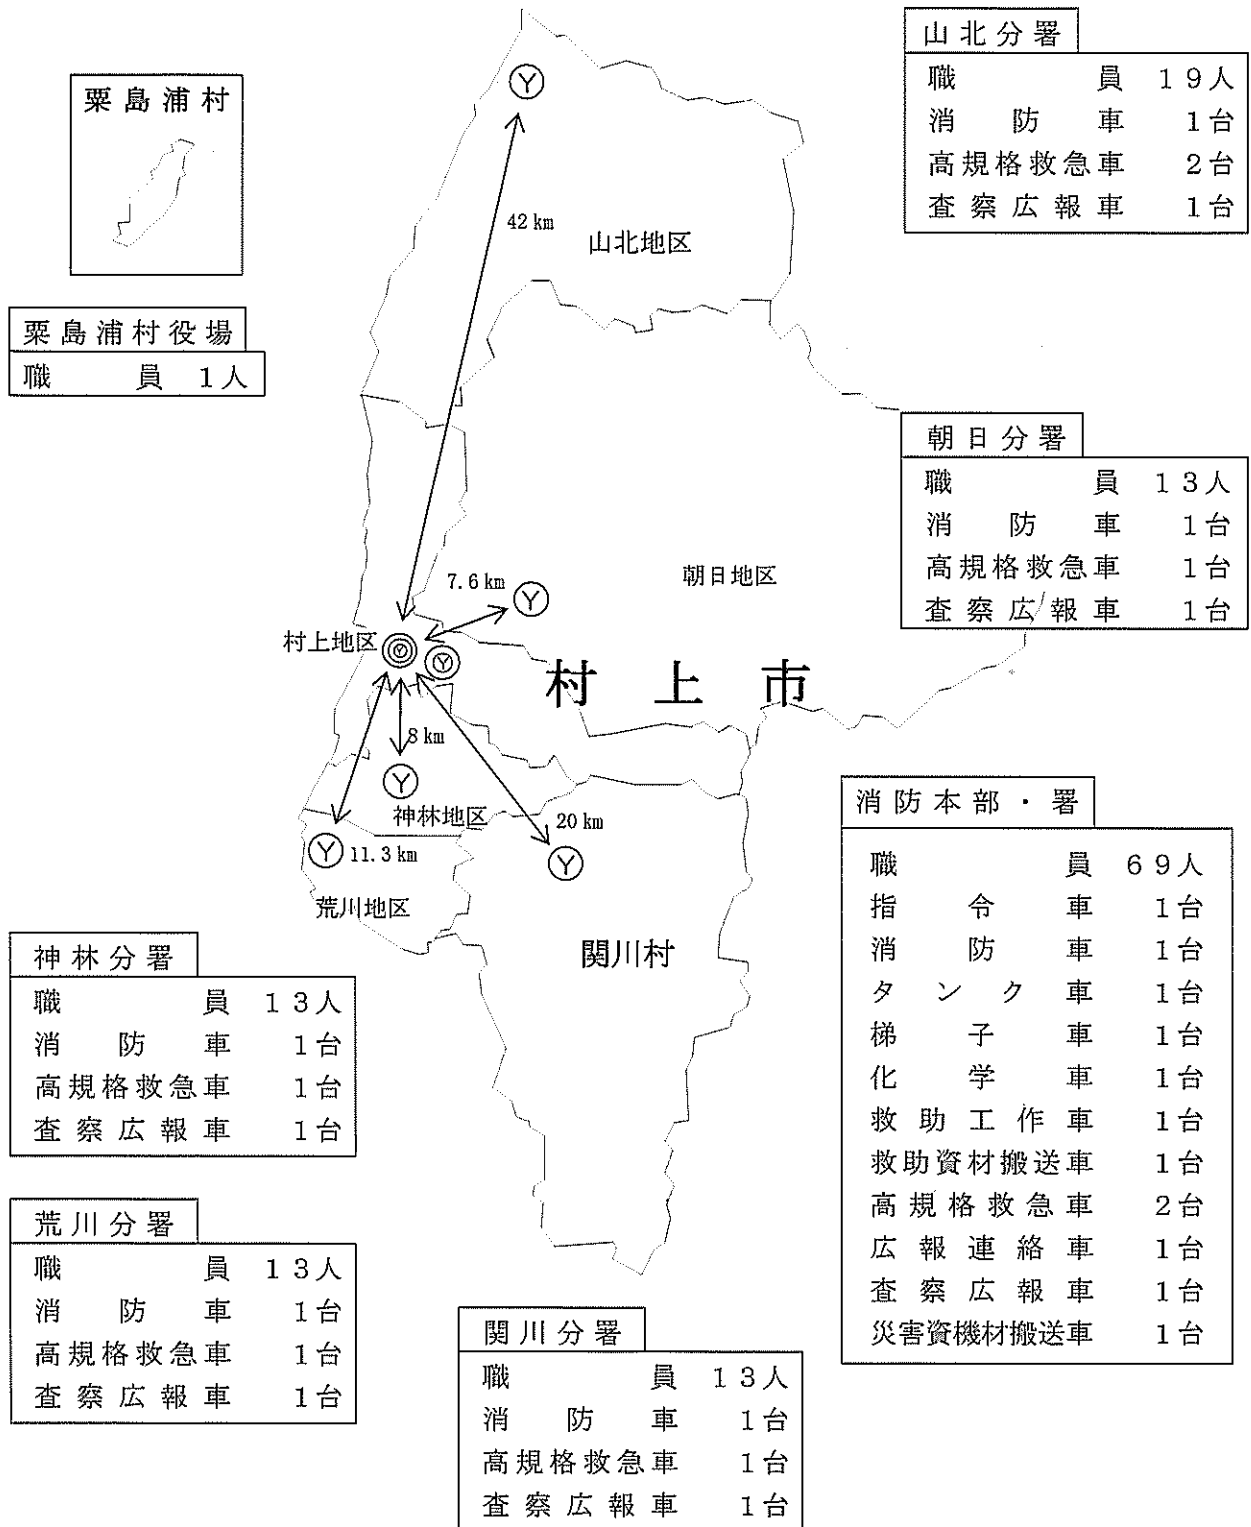 山北分署
職員 19人
消防車 1台
高規格救急車 2台
査察広報車 1台
粟島浦村
42km
山北地区
粟島浦村役場
職員 1人
朝日分署
職員 13人
消防車 1台
高規格救急車 1台
査察広報車 1台
7.6km
朝日地区
村上地区
村上市
8km
神林地区
20km
11.3km
荒川地区
関川村
消防本部・署
職員 69人
指令車 1台
消防車 1台
タンク車 1台
梯子車 1台
化学車 1台
救助工作車 1台
救助資材搬送車 1台
高規格救急車 2台
広報連絡車 1台
査察広報車 1台
災害資機材搬送車 1台
神林分署
職員 13人
消防車 1台
高規格救急車 1台
査察広報車 1台
荒川分署
職員 13人
消防車 1台
高規格救急車 1台
査察広報車 1台
関川分署
職員 13人
消防車 1台
高規格救急車 1台
査察広報車 1台